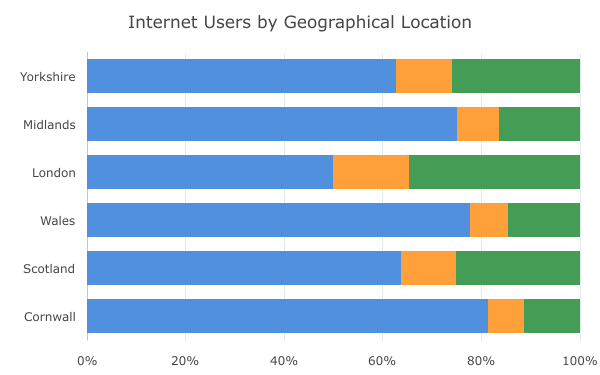 Internet Users by Geographical Location
Yorkshire
Midlands
London
Wales
Scotland
Cornwall
0% 20% 40% 60% 80% 100%